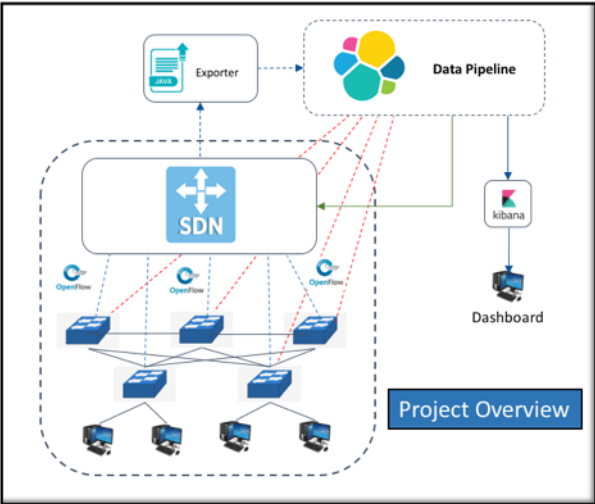 JAVA
Exporter
Data Pipeline
SDN
kibana
OpenFlow
OpenFlow
OpenFlow
Dashboard
Project Overview